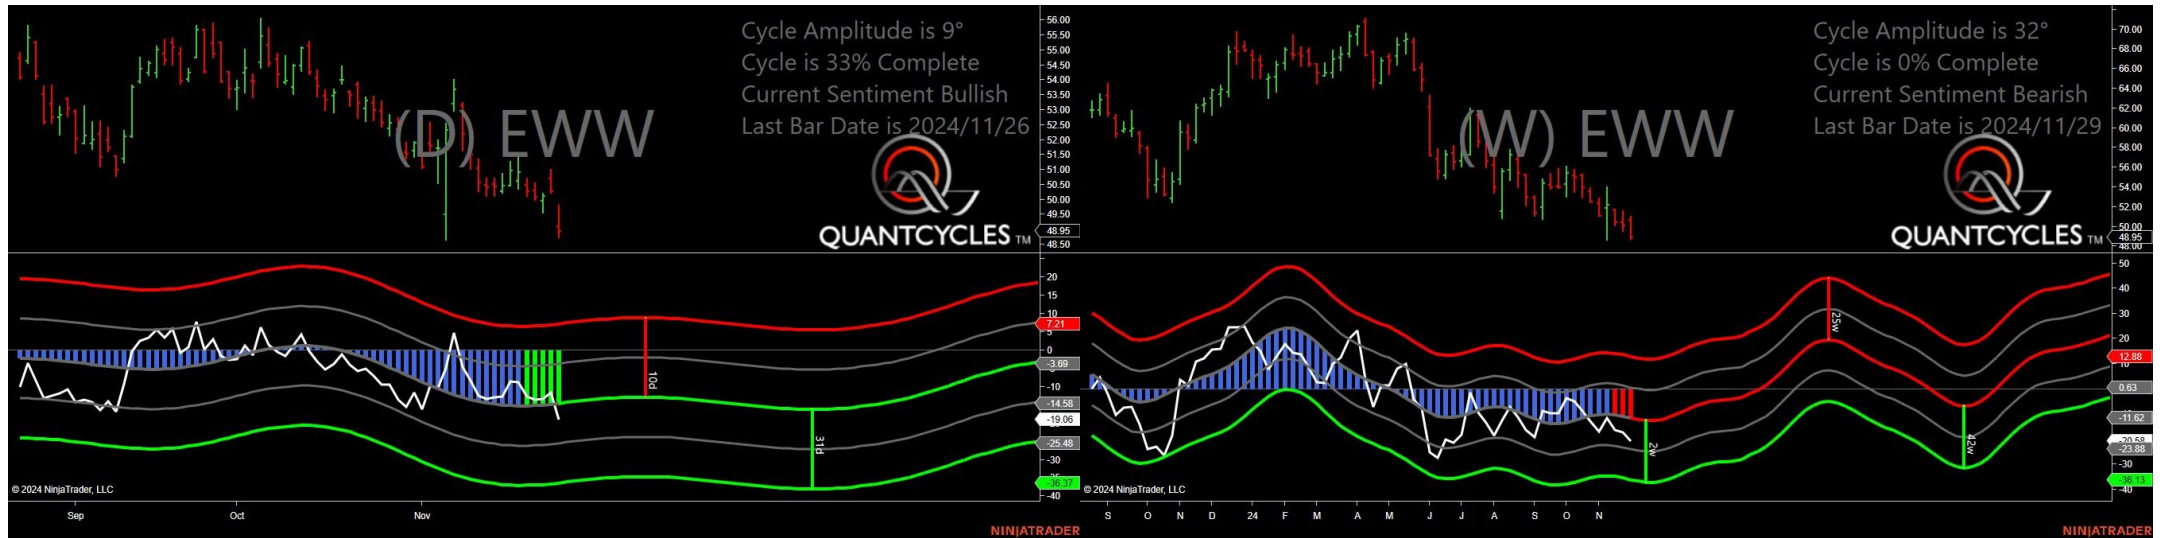 Cycle Amplitude is 9°
Cycle is 33% Complete
Current Sentiment Bullish
Last Bar Date is 2024/11/26
(D) EWW
QUANTCYCLES TM
56.00
55.50
55.00
54.50
54.00
53.50
53.00
52.50
52.00
51.50
51.00
50.50
50.00
49.50
48.95
48.50
20
15
10
7.21
5
0
-3.69
-10
-14.58
-19.06
-25.48
-30
-36.37
-40
10d
31d
© 2024 NinjaTrader, LLC
Sep
Oct
Nov
NINJATRADER
Cycle Amplitude is 32°
Cycle is 0% Complete
Current Sentiment Bearish
Last Bar Date is 2024/11/29
(W) EWW
QUANTCYCLES TM
70.00
68.00
66.00
64.00
62.00
60.00
58.00
56.00
54.00
52.00
50.00
48.95
48.00
50
40
30
20
12.88
0.63
-11.62
-20.58
-23.88
-30
-36.13
-40
25w
2w
42w
© 2024 NinjaTrader, LLC
S O N D 24 F M A M J J A S O N
NINJATRADER